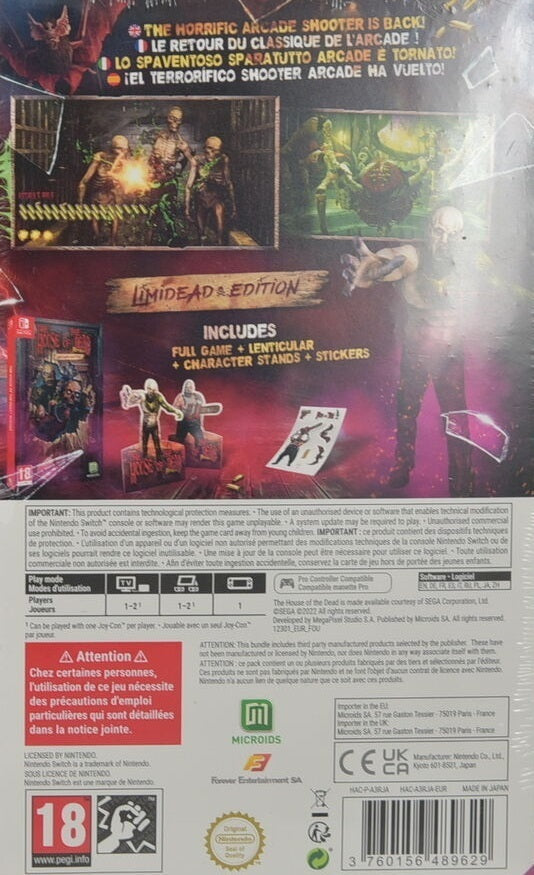 THE HORRIFIC ARCADE SHOOTER IS BACK!
LE RETOUR DU CLASSIQUE DE L'ARCADE !
LO SPAVENTOSO SPARATUTTO ARCADE È TORNATO!
¡EL TERRORÍFICO SHOOTER ARCADE HA VUELTO!
LIMIDEAD EDITION
INCLUDES
FULL GAME + LENTICULAR
+ CHARACTER STANDS + STICKERS
THE HOUSE OF THE DEAD
18
IMPORTANT: This product contains technological protection measures. • The use of an unauthorised device or software that enables technical modification
of the Nintendo Switch™ console or software may render this game unplayable. • A system update may be required to play. • Unauthorised commercial
use prohibited. • To avoid accidental ingestion, keep the game card away from young children. IMPORTANT: ce produit contient des dispositifs techniques
de protection. • L'utilisation d'un appareil ou d'un logiciel non autorisé permettant des modifications techniques de la console Nintendo Switch ou de
ses logiciels pourrait rendre ce logiciel inutilisable. • Une mise à jour de la console peut être nécessaire pour utiliser ce logiciel. • Toute utilisation
commerciale non autorisée est interdite. • Afin d'éviter toute ingestion accidentelle, conservez la carte de jeu hors de portée des jeunes enfants.
Play mode
Modes d'utilisation
TV
Players
Joueurs
1-2¹
1-2¹
1
Pro Controller Compatible
Compatible manette Pro
Software - Logiciel
EN, DE, FR, ES, IT, RU, PL, JA, ZH
¹ Can be played with one Joy-Con™ per player. • Jouable avec un seul Joy-Con™
par joueur.
The House of the Dead is made available courtesy of SEGA Corporation, Ltd.
©SEGA ©2022 All rights reserved.
Developed by MegaPixel Studio S.A. Published by Microids SA. All rights reserved.
12301_EUR_FOU
ATTENTION: This bundle includes third party manufactured products selected by the publisher. These have
not been manufactured or licensed by Nintendo, nor does Nintendo in any way associate itself with them.
ATTENTION : ce pack contient un ou plusieurs produits fabriqués par des tiers et sélectionnés par l'éditeur.
Ces produits ne sont pas fabriqués par Nintendo et ne font l'objet d'aucun contrat de licence avec Nintendo.
Nintendo n'a aucun lien de quelque nature que ce soit avec ces produits.
Attention
Chez certaines personnes,
l'utilisation de ce jeu nécessite
des précautions d'emploi
particulières qui sont détaillées
dans la notice jointe.
MICROIDS
Forever Entertainment SA
Importer in the EU:
Microids SA. 57 rue Gaston Tessier - 75019 Paris - France
Importer in the UK:
Microids SA. 57 rue Gaston Tessier - 75019 Paris - France
CE
UK
CA
Manufacturer: Nintendo Co., Ltd.,
Kyoto 601-8501, Japan
LICENSED BY NINTENDO.
Nintendo Switch is a trademark of Nintendo.
SOUS LICENCE DE NINTENDO.
Nintendo Switch est une marque de Nintendo.
HAC-P-A3RJA HAC-A3RJA-EUR MADE IN JAPAN
18
www.pegi.info
Original
Nintendo
Seal of
Quality
3 760156 489629